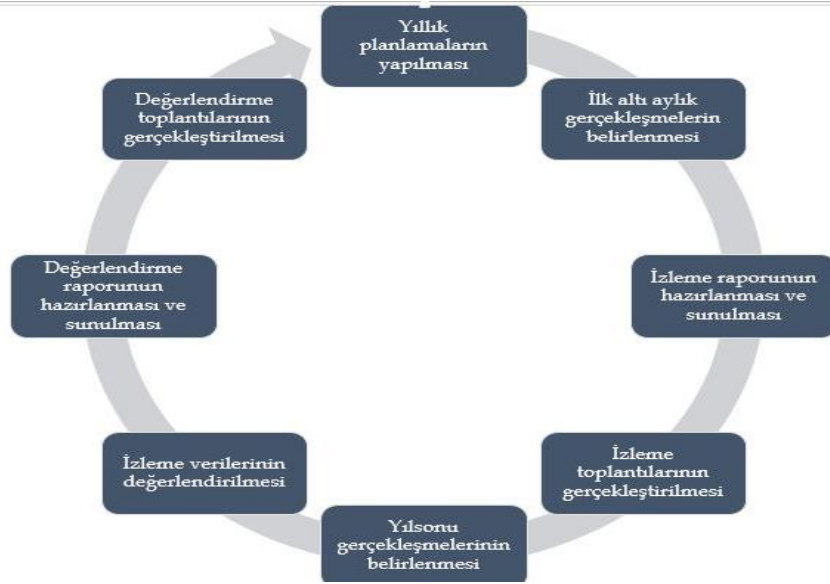 Yıllık
planlamaların
yapılması
İlk altı aylık
gerçekleşmelerin
belirlenmesi
İzleme raporunun
hazırlanması ve
sunulması
İzleme
toplantılarının
gerçekleştirilmesi
Yılsonu
gerçekleşmelerinin
belirlenmesi
İzleme verilerinin
değerlendirilmesi
Değerlendirme
raporunun
hazırlanması ve
sunulması
Değerlendirme
toplantılarının
gerçekleştirilmesi